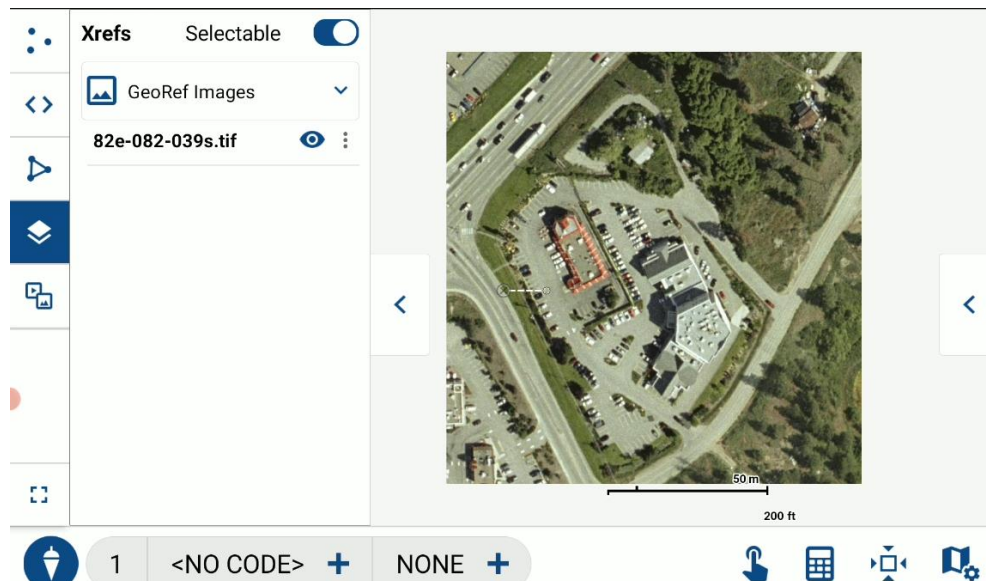 Xrefs Selectable
GeoRef Images
82e-082-039s.tif
50 m
200 ft
1 <NO CODE> + NONE +